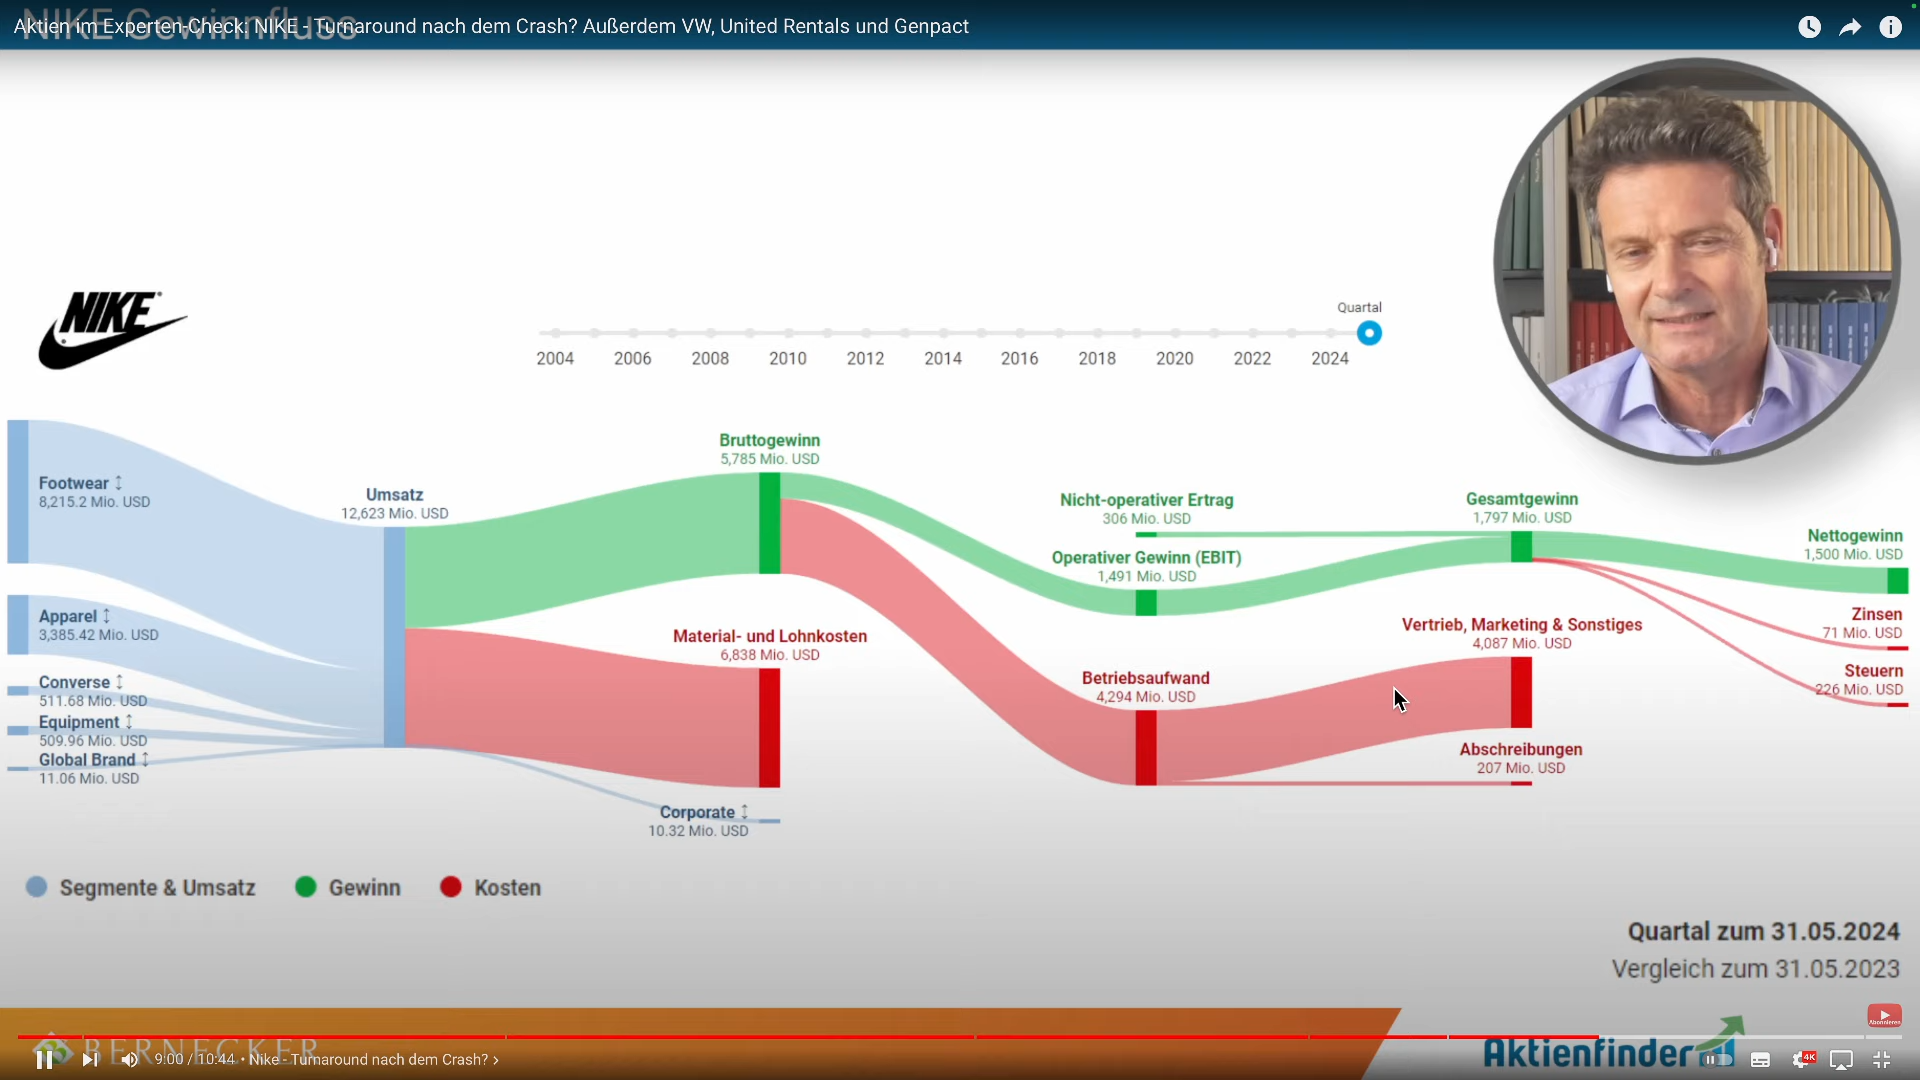 NIKE Gewinnfluss
Aktien im Experten-Check: NIKE - Turnaround nach dem Crash? Außerdem VW, United Rentals und Genpact
NIKE
Quartal
2004 2006 2008 2010 2012 2014 2016 2018 2020 2022 2024
Footwear ↕
8,215.2 Mio. USD
Apparel ↕
3,385.42 Mio. USD
Converse ↕
511.68 Mio. USD
Equipment ↕
509.96 Mio. USD
Global Brand ↕
11.06 Mio. USD
Umsatz
12,623 Mio. USD
Bruttogewinn
5,785 Mio. USD
Material- und Lohnkosten
6,838 Mio. USD
Corporate ↕
10.32 Mio. USD
Nicht-operativer Ertrag
306 Mio. USD
Operativer Gewinn (EBIT)
1,491 Mio. USD
Betriebsaufwand
4,294 Mio. USD
Gesamtgewinn
1,797 Mio. USD
Vertrieb, Marketing & Sonstiges
4,087 Mio. USD
Abschreibungen
207 Mio. USD
Nettogewinn
1,500 Mio. USD
Zinsen
71 Mio. USD
Steuern
226 Mio. USD
Segmente & Umsatz Gewinn Kosten
Quartal zum 31.05.2024
Vergleich zum 31.05.2023
Abonnieren
BERNECKER
9:00 / 10:44 • Nike - Turnaround nach dem Crash? ›
Aktienfinder
4K